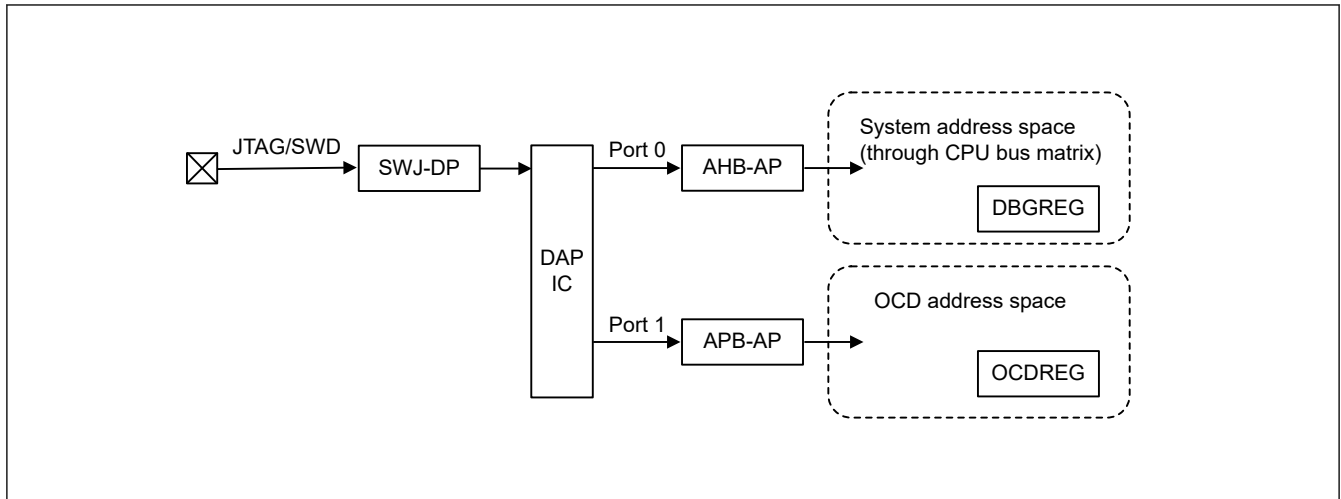 JTAG/SWD
SWJ-DP
DAP
IC
Port 0
AHB-AP
System address space
(through CPU bus matrix)
DBGREG
Port 1
APB-AP
OCD address space
OCDREG